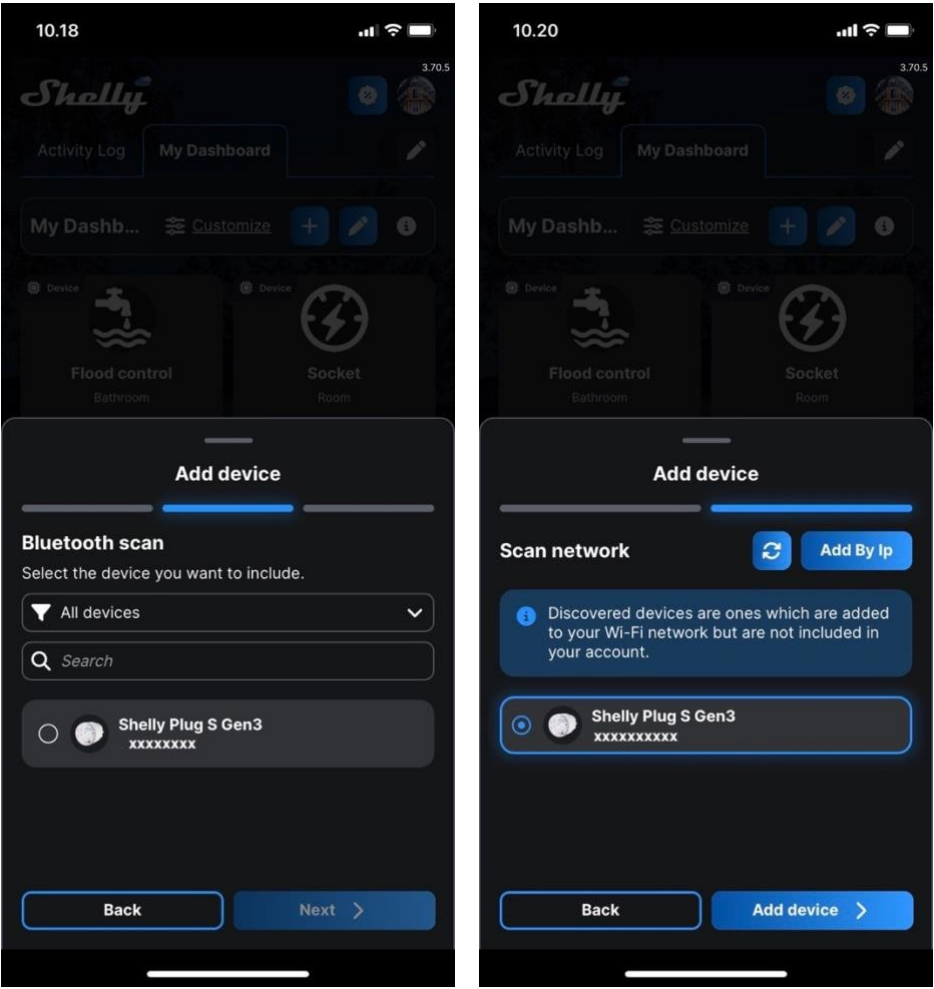 10.18
3.70.5
Shelly
Activity Log My Dashboard
My Dashb... Customize
Device Device
Flood control Socket
Bathroom Room
Add device
Bluetooth scan
Select the device you want to include.
All devices
Search
Shelly Plug S Gen3
xxxxxxxx
Back Next
10.20
3.70.5
Shelly
Activity Log My Dashboard
My Dashb... Customize
Device Device
Flood control Socket
Bathroom Room
Add device
Scan network Add By Ip
Discovered devices are ones which are added
to your Wi-Fi network but are not included in
your account.
Shelly Plug S Gen3
xxxxxxxxxx
Back Add device